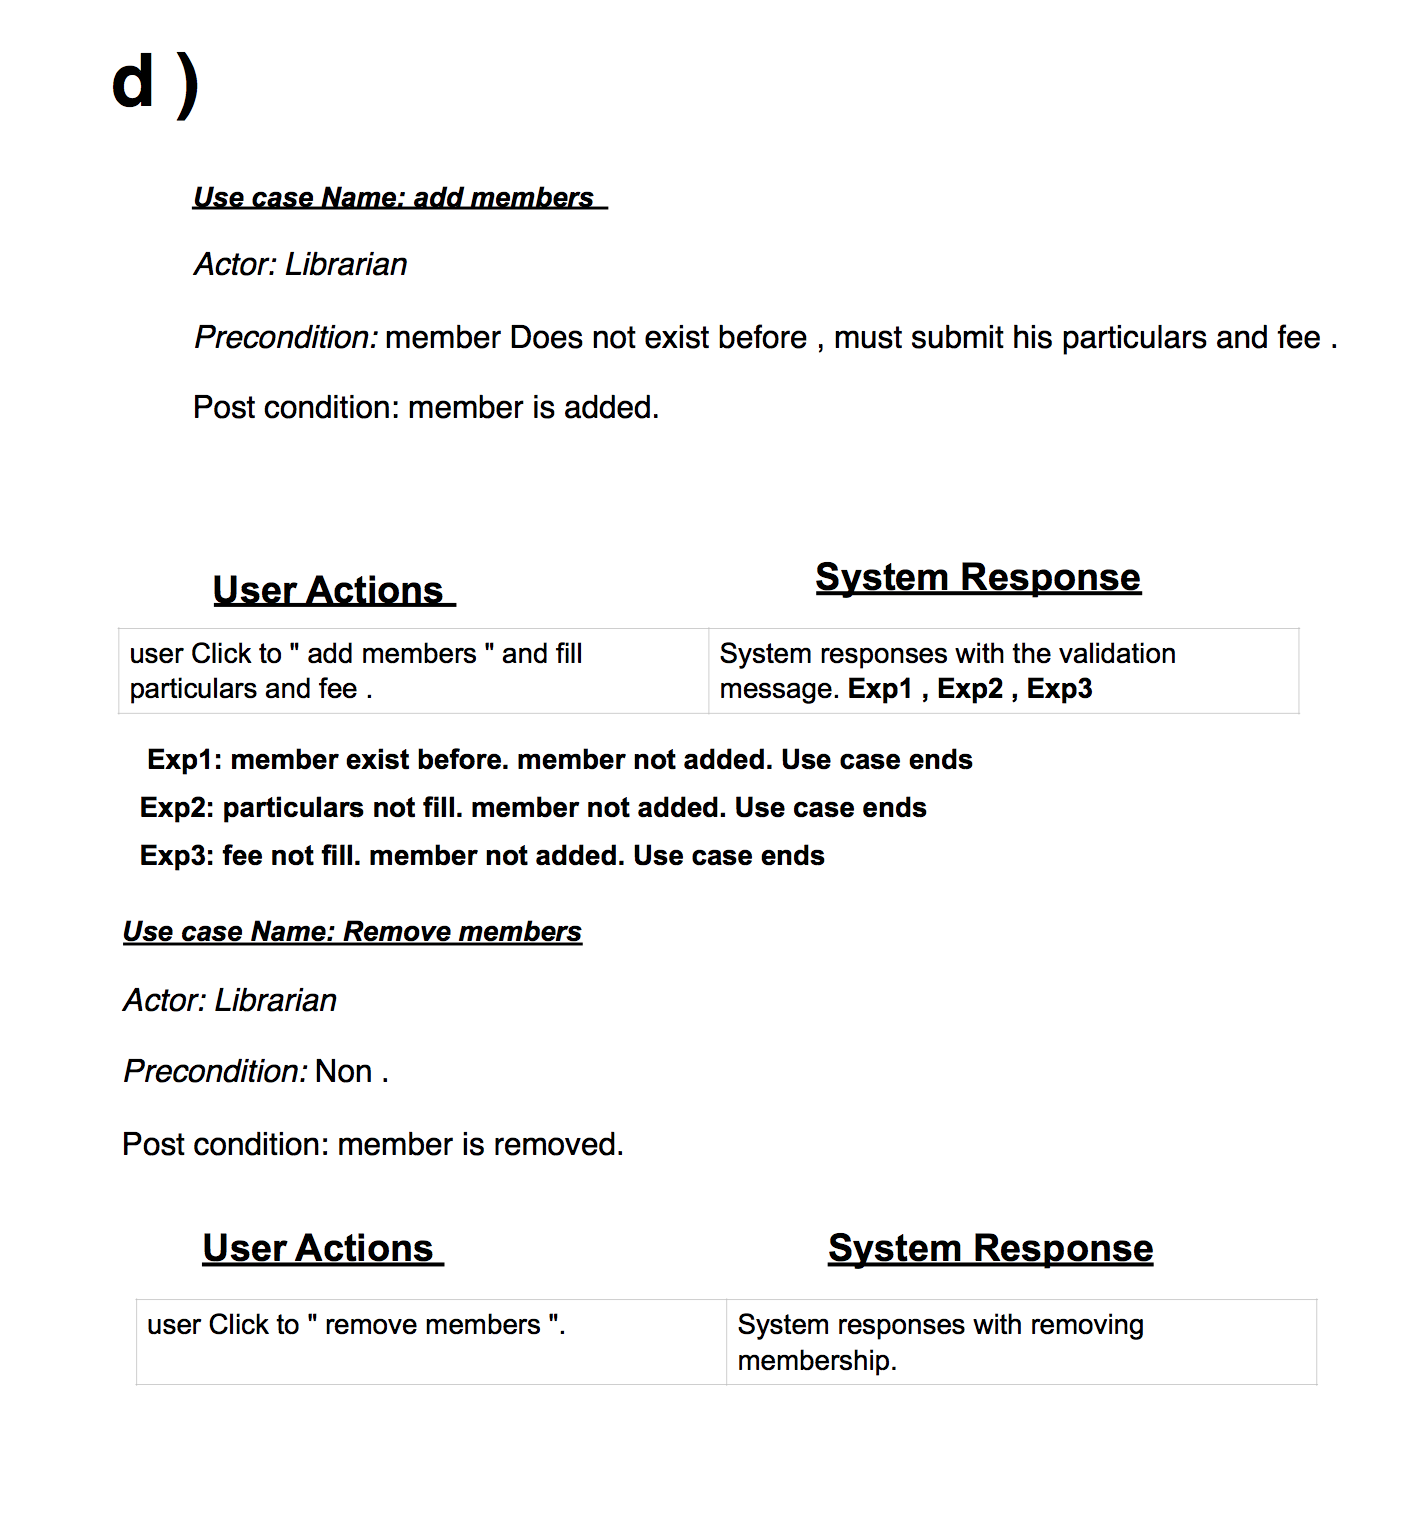 d )
Use case Name: add members
Actor: Librarian
Precondition: member Does not exist before , must submit his particulars and fee .
Post condition: member is added.
User Actions
System Response
user Click to " add members " and fill
particulars and fee .
System responses with the validation
message. Exp1 , Exp2 , Exp3
Exp1: member exist before. member not added. Use case ends
Exp2: particulars not fill. member not added. Use case ends
Exp3: fee not fill. member not added. Use case ends
Use case Name: Remove members
Actor: Librarian
Precondition: Non .
Post condition: member is removed.
User Actions
System Response
user Click to " remove members ".
System responses with removing
membership.